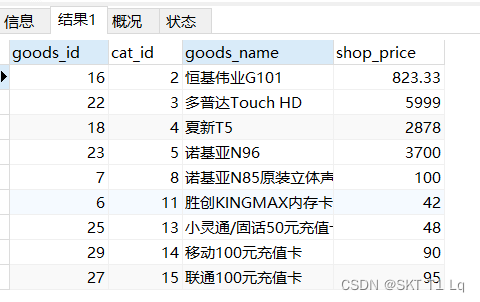 信息 结果1 概况 状态
goods_id cat_id goods_name shop_price
16 2 恒基伟业G101 823.33
22 3 多普达Touch HD 5999
18 4 夏新T5 2878
23 5 诺基亚N96 3700
7 8 诺基亚N85原装立体声 100
6 11 胜创KINGMAX内存卡 42
25 13 小灵通/固话50元充值 48
29 14 移动100元充值卡 90
27 15 联通100元充值卡 95
CSDN @SKT T1 Lq